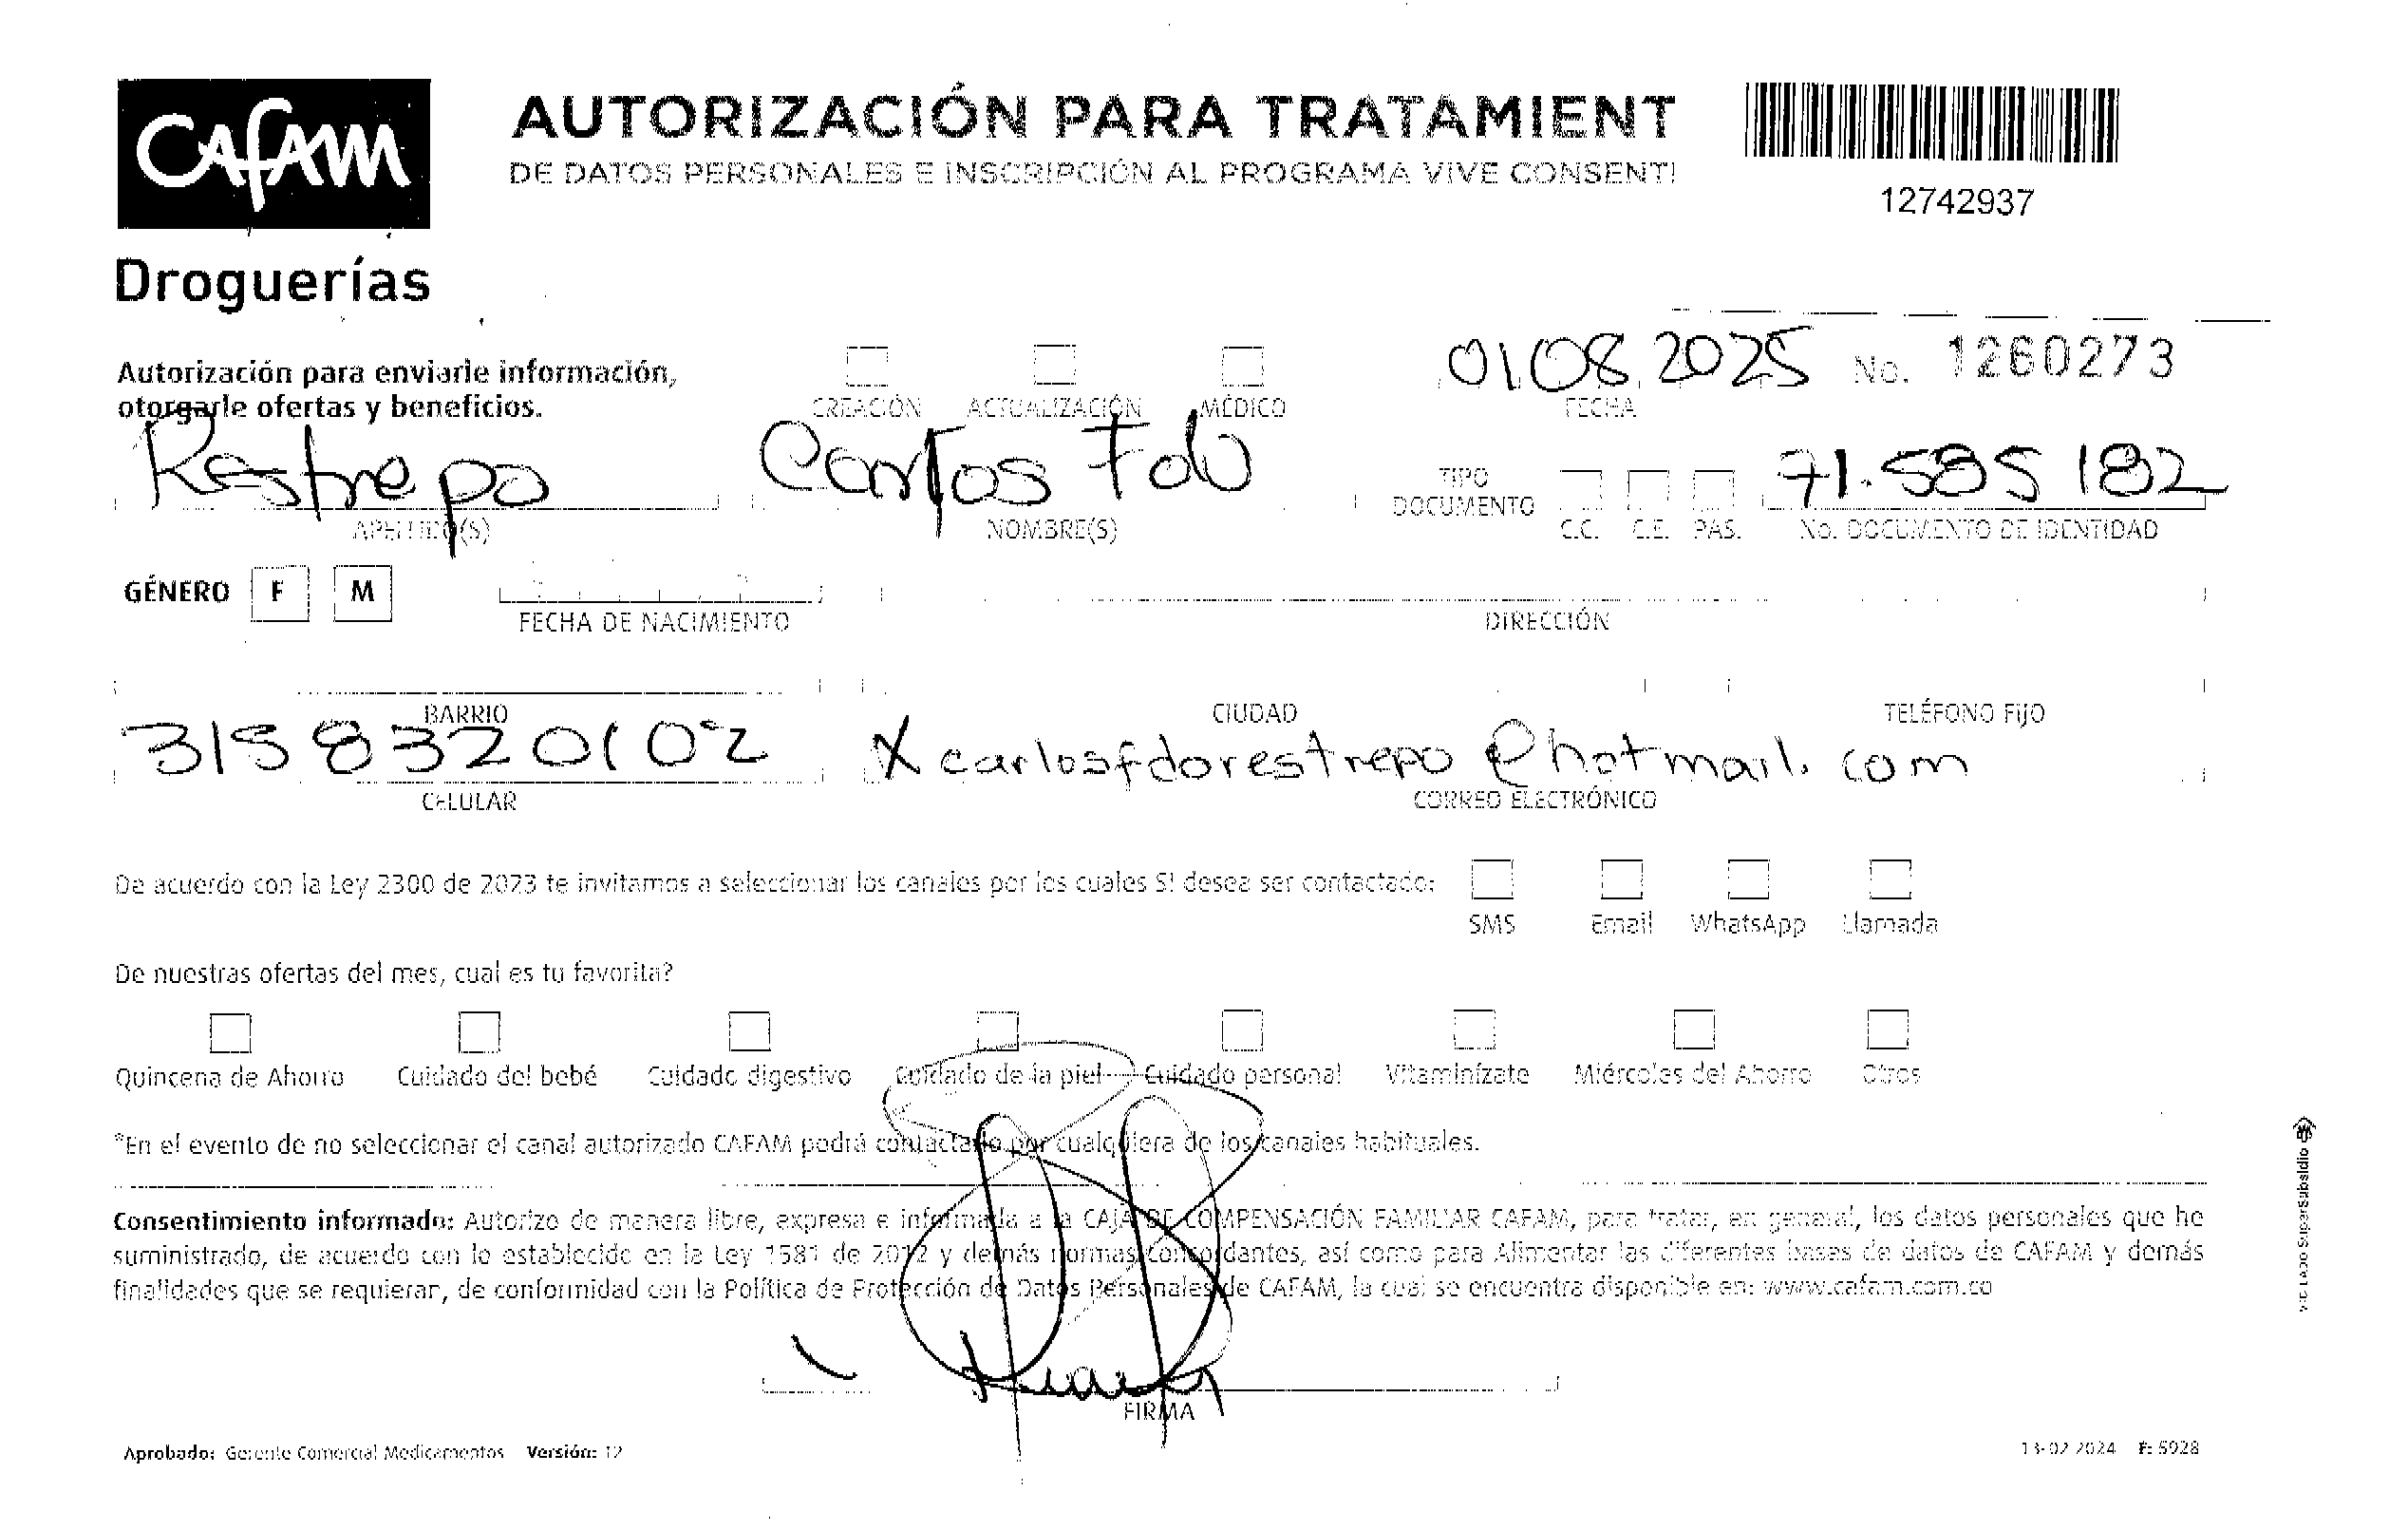 CAFAM
Droguerías
AUTORIZACIÓN PARA TRATAMIENT
DE DATOS PERSONALES E INSCRIPCIÓN AL PROGRAMA VIVE CONSENTI
12742937
Autorización para enviarle información,
otorgarle ofertas y beneficios.
CREACIÓN ACTUALIZACIÓN MÉDICO
01 08 2025 No. 1260273
FECHA
Restrepo Carlos Fdo
TIPO DOCUMENTO C.C. C.E. PAS. 71.585 182
APELLIDO(S) NOMBRE(S) No. DOCUMENTO DE IDENTIDAD
GÉNERO F M
FECHA DE NACIMIENTO DIRECCIÓN
BARRIO CIUDAD TELÉFONO FIJO
3158320102 X carlosfdorestrepo@hotmail.com
CELULAR CORREO ELECTRÓNICO
De acuerdo con la Ley 2300 de 2023 te invitamos a seleccionar los canales por los cuales SI desea ser contactado:
SMS Email WhatsApp Llamada
De nuestras ofertas del mes, cual es tu favorita?
Quincena de Ahorro Cuidado del bebé Cuidado digestivo Cuidado de la piel Cuidado personal Vitamínízate Miércoles del Ahorro Otros
*En el evento de no seleccionar el canal autorizado CAFAM podrá contactarlo por cualquiera de los canales habituales.
Consentimiento informado: Autorizo de manera libre, expresa e informada a la CAJA DE COMPENSACIÓN FAMILIAR CAFAM, para tratar, en general, los datos personales que he
suministrado, de acuerdo con lo establecido en la Ley 1581 de 2012 y demás normas concordantes, así como para Alimentar las diferentes bases de datos de CAFAM y demás
finalidades que se requieran, de conformidad con la Política de Protección de Datos Personales de CAFAM, la cual se encuentra disponible en: www.cafam.com.co
FIRMA
Aprobado: Gerente Comercial Medicamentos Versión: 12
13-02 2024 F: 5928
VIGILADO SuperSubsidio